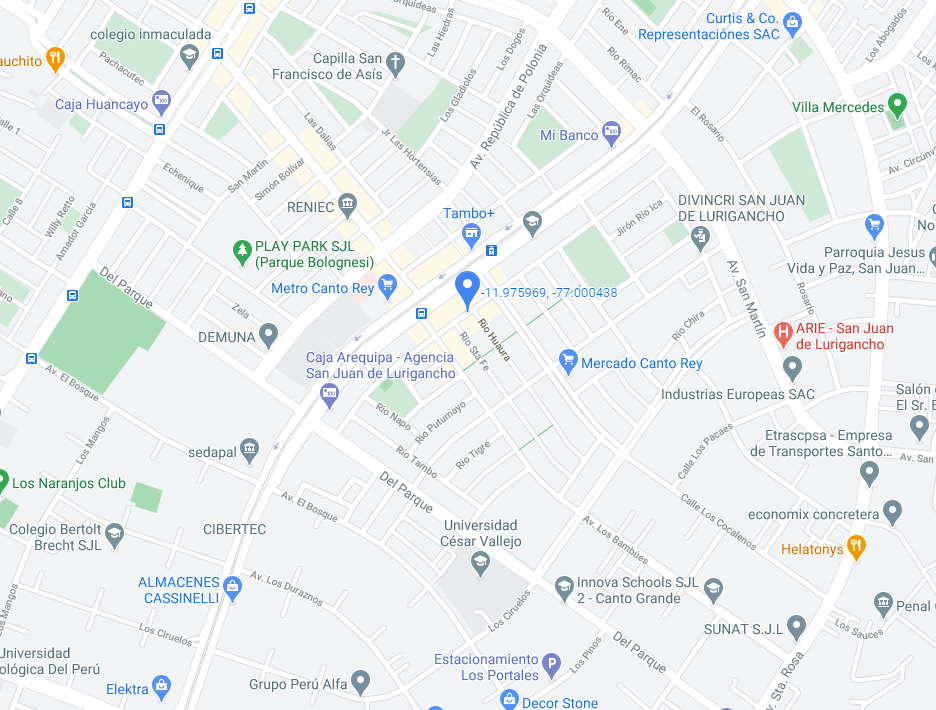 colegio inmaculada
Orquídeas
Las Hiedras
Los Dogos
Río Ene
Curtis & Co.
Representaciónes SAC
Los Abogados
auchito
Pachacutec
Capilla San
Francisco de Asís
Av. República de Polonia
Las Orquideas
Río Rimac
Caja Huancayo
Los Gladiolos
Villa Mercedes
Calle 1
Las Dalias
Jr Las Hortensias
Mi Banco
El Rosario
Av. Circunv
Echenique
San Martin
Simón Bolivar
Calle 8
Willy Retto
Amador Garcia
RENIEC
Tambo+
Jirón Río Ica
DIVINCRI SAN JUAN
DE LURIGANCHO
No
PLAY PARK SJL
(Parque Bolognesi)
Parroquia Jesus
Vida y Paz, San Juan...
Del Parque
Metro Canto Rey
-11.975969, -77.000438
Av. San Martín
Rosario
Zela
DEMUNA
Río Huaura
Río Sta Fe
Río Chira
ARIE - San Juan
de Lurigancho
Caja Arequipa - Agencia
San Juan de Lurigancho
Mercado Canto Rey
Av. El Bosque
Industrias Europeas SAC
Salón
El Sr. E
Río Napo
Río Putumayo
Los Mangos
sedapal
Río Tambo
Río Tigre
Calle Los Pacaes
Etrascpsa - Empresa
de Transportes Santo...
Av. San
Los Naranjos Club
Del Parque
Av. El Bosque
Calle Los Cocalenos
economix concretera
Colegio Bertolt
Brecht SJL
CIBERTEC
Universidad
César Vallejo
Av. Los Bambúes
Helatonys
ALMACENES
CASSINELLI
Av. Los Duraznos
Innova Schools SJL
2 - Canto Grande
Los Mangos
Los Ciruelos
Los Ciruelos
Penal
SUNAT S.J.L
Los Sauces
Universidad
ológica Del Perú
Los Pinos
Del Parque
Estacionamiento
Los Portales
Av. Sta. Rosa
Elektra
Grupo Perú Alfa
Decor Stone